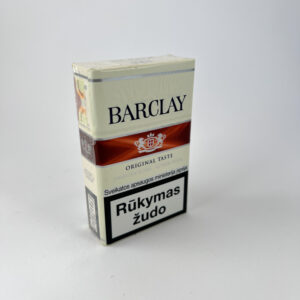 BARCLAY
ORIGINAL TASTE
Sveikatos apsaugos ministerija įspėja:
Rūkymas
žudo